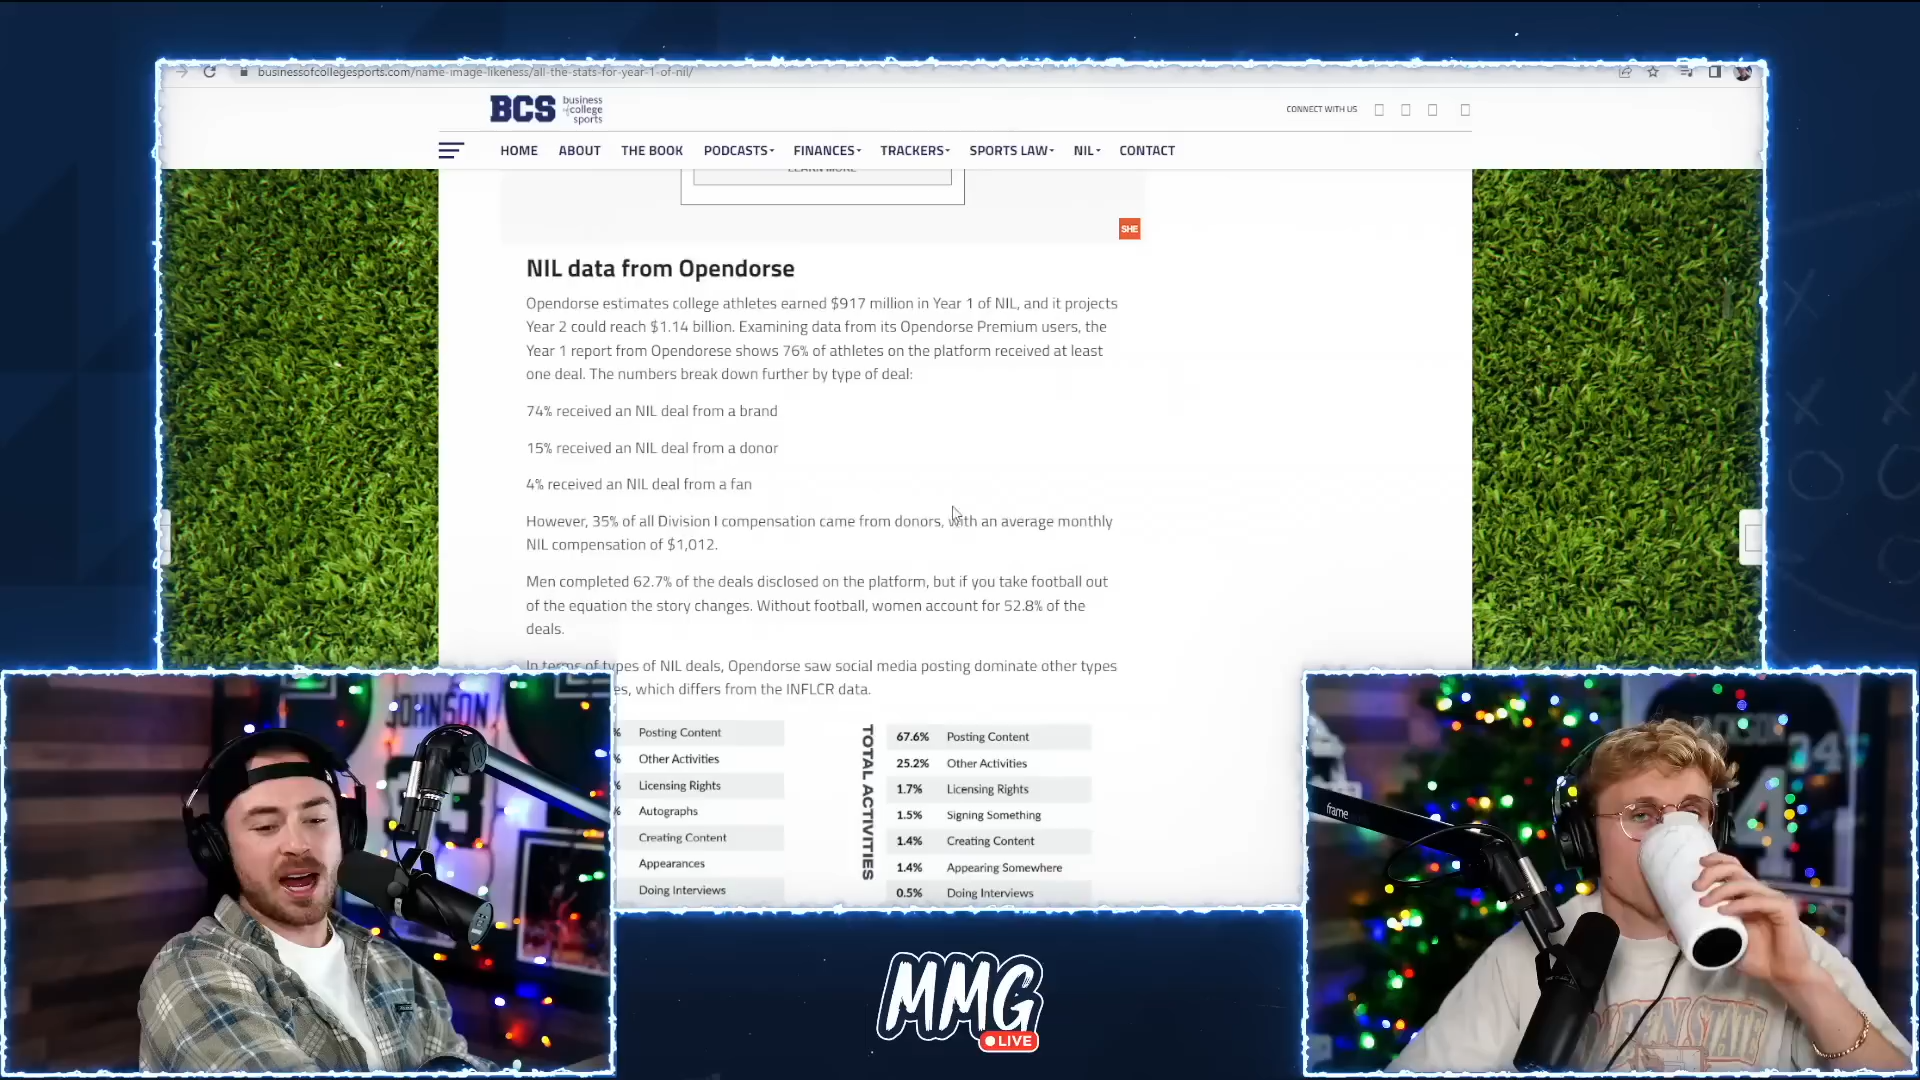 businessofcollegesports.com/name-image-likeness/all-the-stats-for-year-1-of-nil/
BCS business of college sports
CONNECT WITH US
HOME ABOUT THE BOOK PODCASTS FINANCES TRACKERS SPORTS LAW NIL CONTACT
LEARN MORE
SHE
NIL data from Opendorse
Opendorse estimates college athletes earned $917 million in Year 1 of NIL, and it projects
Year 2 could reach $1.14 billion. Examining data from its Opendorse Premium users, the
Year 1 report from Opendorese shows 76% of athletes on the platform received at least
one deal. The numbers break down further by type of deal:
74% received an NIL deal from a brand
15% received an NIL deal from a donor
4% received an NIL deal from a fan
However, 35% of all Division I compensation came from donors, with an average monthly
NIL compensation of $1,012.
Men completed 62.7% of the deals disclosed on the platform, but if you take football out
of the equation the story changes. Without football, women account for 52.8% of the
deals.
In terms of types of NIL deals, Opendorse saw social media posting dominate other types
es, which differs from the INFLCR data.
% Posting Content
Other Activities
% Licensing Rights
% Autographs
Creating Content
Appearances
Doing Interviews
TOTAL ACTIVITIES
67.6% Posting Content
25.2% Other Activities
1.7% Licensing Rights
1.5% Signing Something
1.4% Creating Content
1.4% Appearing Somewhere
0.5% Doing Interviews
JOHNSON
frame
34
4
GOLDEN STATE
MMG
LIVE